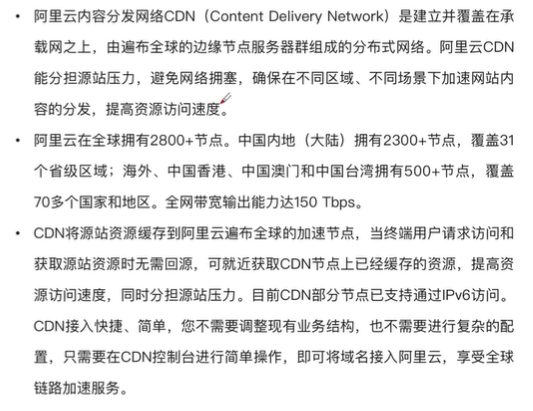 • 阿里云内容分发网络CDN（Content Delivery Network）是建立并覆盖在承
载网之上，由遍布全球的边缘节点服务器群组成的分布式网络。阿里云CDN
能分担源站压力，避免网络拥塞，确保在不同区域、不同场景下加速网站内
容的分发，提高资源访问速度。
• 阿里云在全球拥有2800+节点。中国内地（大陆）拥有2300+节点，覆盖31
个省级区域；海外、中国香港、中国澳门和中国台湾拥有500+节点，覆盖
70多个国家和地区。全网带宽输出能力达150 Tbps。
• CDN将源站资源缓存到阿里云遍布全球的加速节点，当终端用户请求访问和
获取源站资源时无需回源，可就近获取CDN节点上已经缓存的资源，提高资
源访问速度，同时分担源站压力。目前CDN部分节点已支持通过IPv6访问。
CDN接入快捷、简单，您不需要调整现有业务结构，也不需要进行复杂的配
置，只需要在CDN控制台进行简单操作，即可将域名接入阿里云，享受全球
链路加速服务。